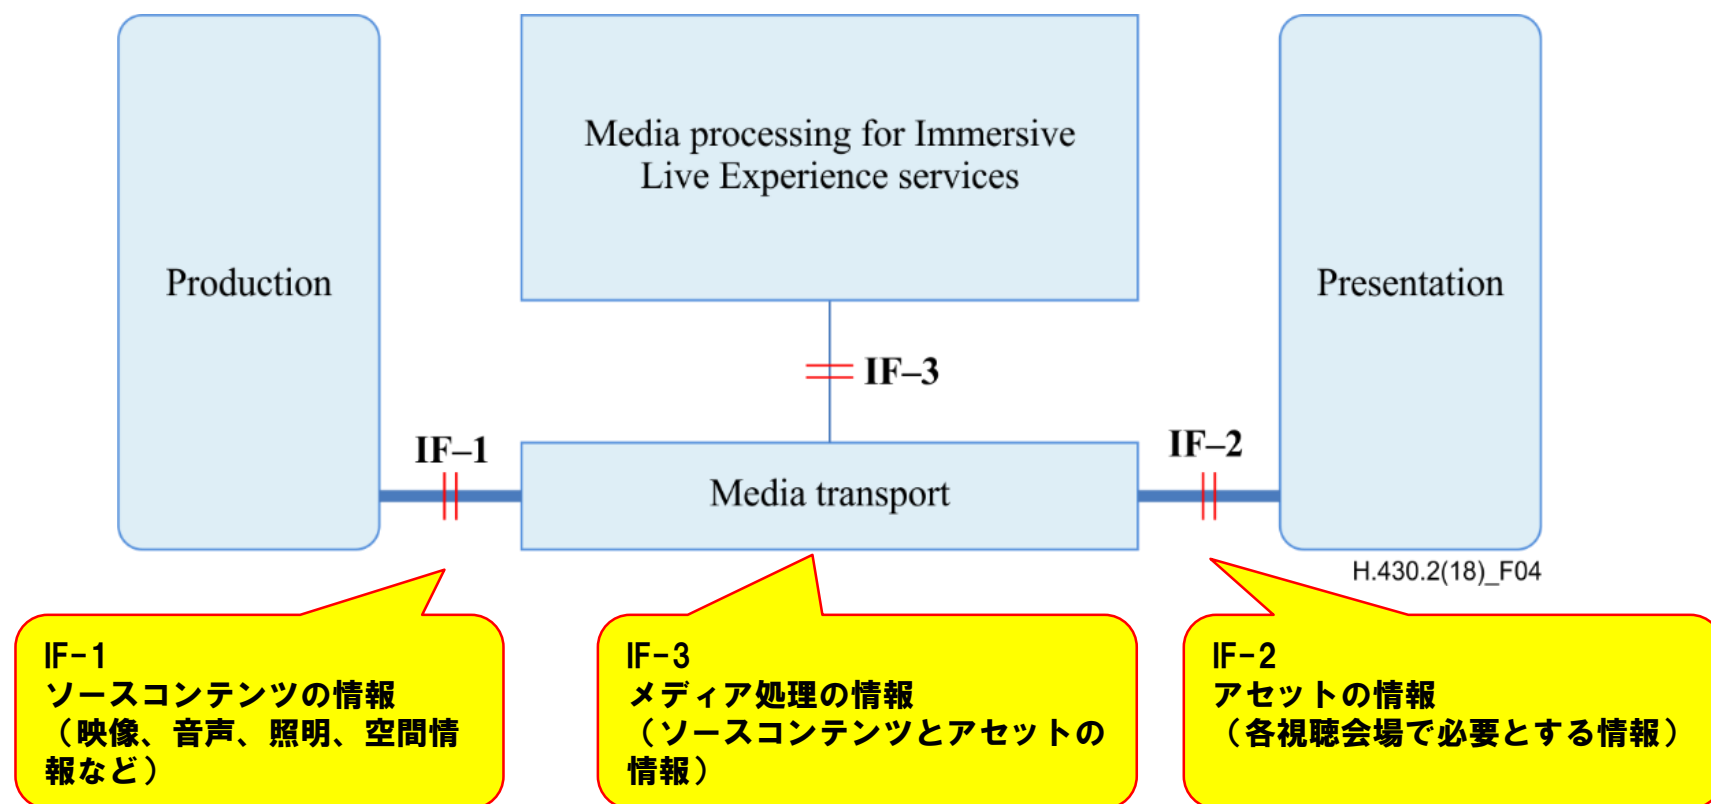 Media processing for Immersive
Live Experience services
Production
Presentation
IF–3
IF–1
IF–2
Media transport
H.430.2(18)_F04
IF-1
ソースコンテンツの情報
（映像、音声、照明、空間情
報など）
IF-3
メディア処理の情報
（ソースコンテンツとアセットの
情報）
IF-2
アセットの情報
（各視聴会場で必要とする情報）